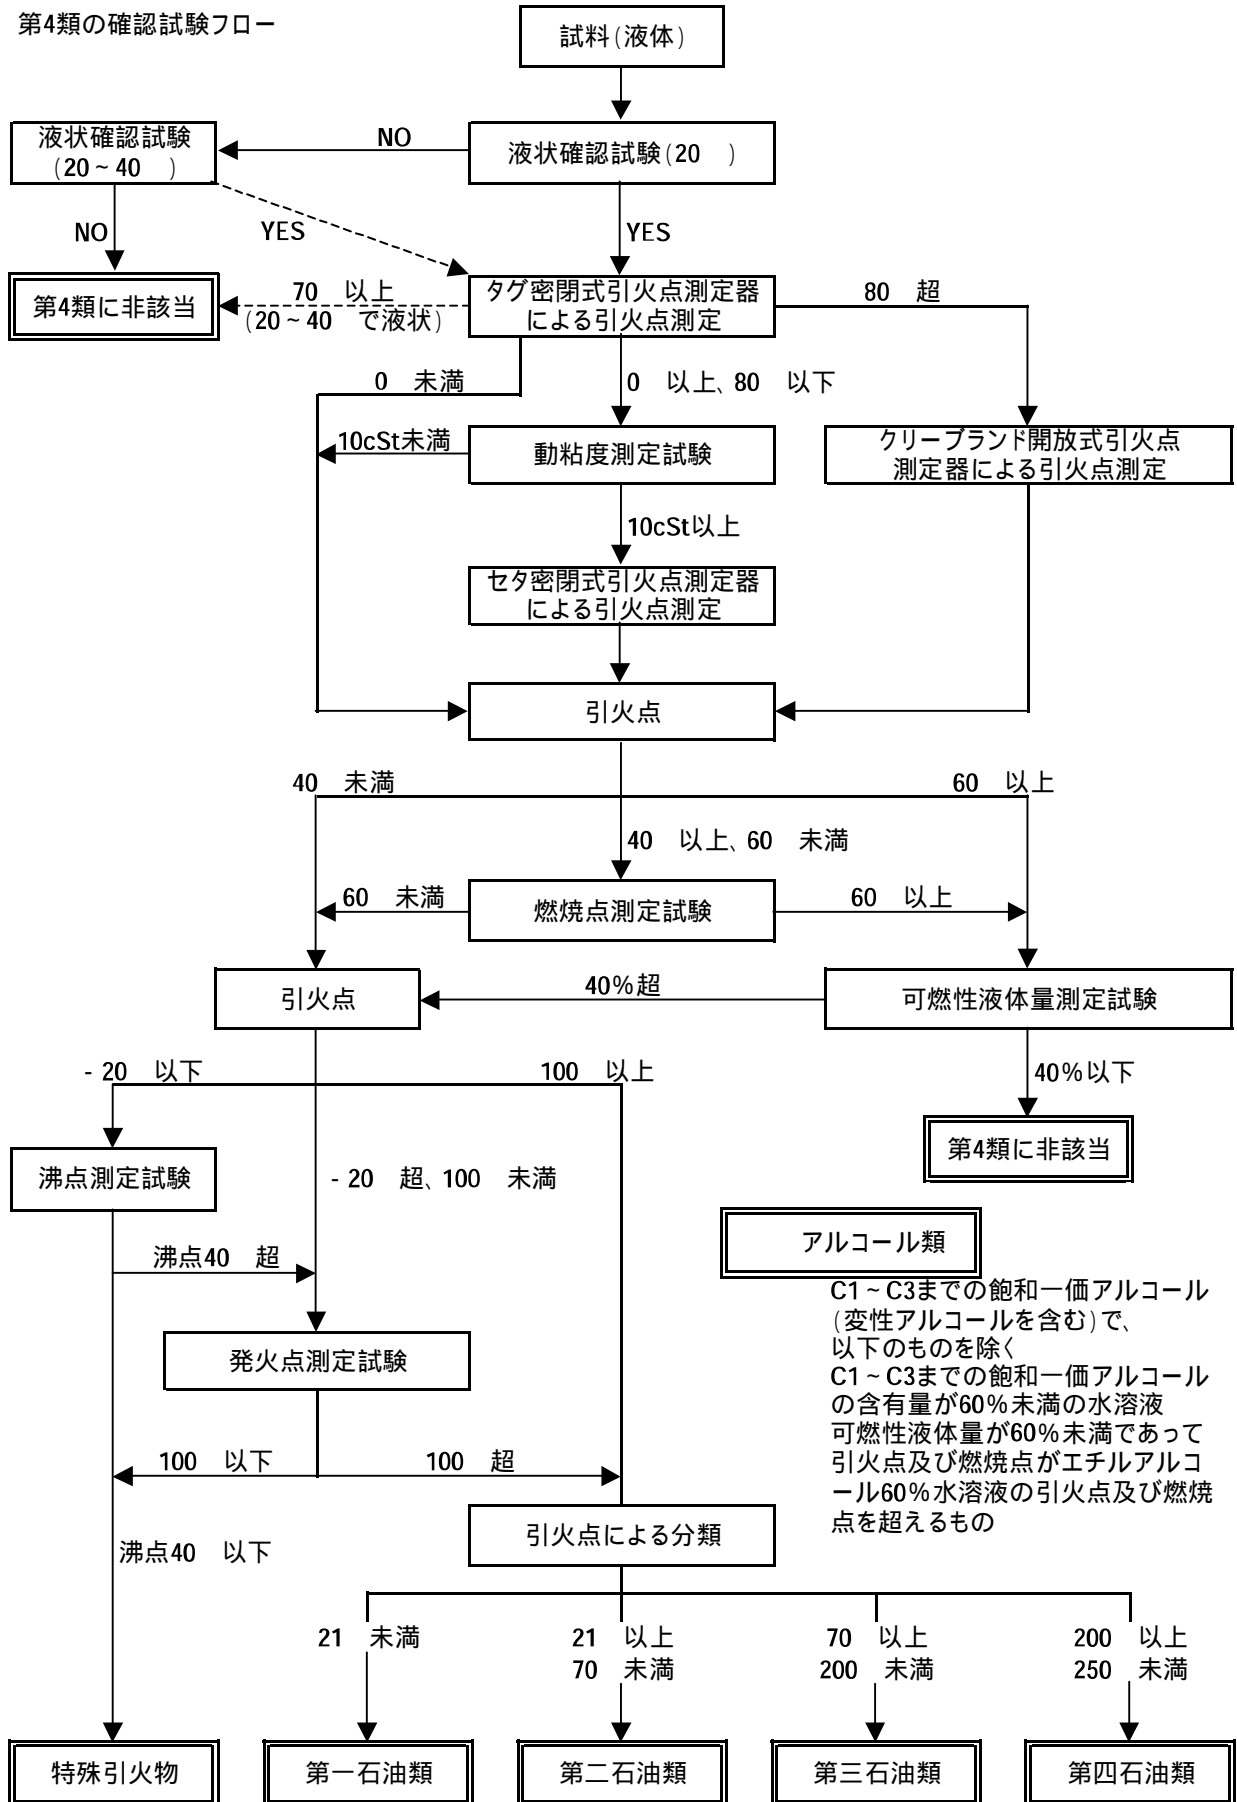 第4類の確認試験フロー
試料(液体)
液状確認試験
(20~40　)
NO
液状確認試験(20　)
NO
YES
YES
第4類に非該当
70　以上
(20~40　で液状)
タグ密閉式引火点測定器
による引火点測定
80　超
0　未満
0　以上、80　以下
10cSt未満
動粘度測定試験
クリーブランド開放式引火点
測定器による引火点測定
10cSt以上
セタ密閉式引火点測定器
による引火点測定
引火点
40　未満
60　以上
40　以上、60　未満
60　未満
燃焼点測定試験
60　以上
引火点
40%超
可燃性液体量測定試験
- 20　以下
100　以上
40%以下
沸点測定試験
- 20　超、100　未満
第4類に非該当
アルコール類
沸点40　超
C1~C3までの飽和一価アルコール
(変性アルコールを含む)で、
以下のものを除く
C1~C3までの飽和一価アルコール
の含有量が60%未満の水溶液
可燃性液体量が60%未満であって
引火点及び燃焼点がエチルアルコ
ール60%水溶液の引火点及び燃焼
点を超えるもの
発火点測定試験
100　以下
100　超
引火点による分類
沸点40　以下
21　未満
21　以上
70　未満
70　以上
200　未満
200　以上
250　未満
特殊引火物
第一石油類
第二石油類
第三石油類
第四石油類